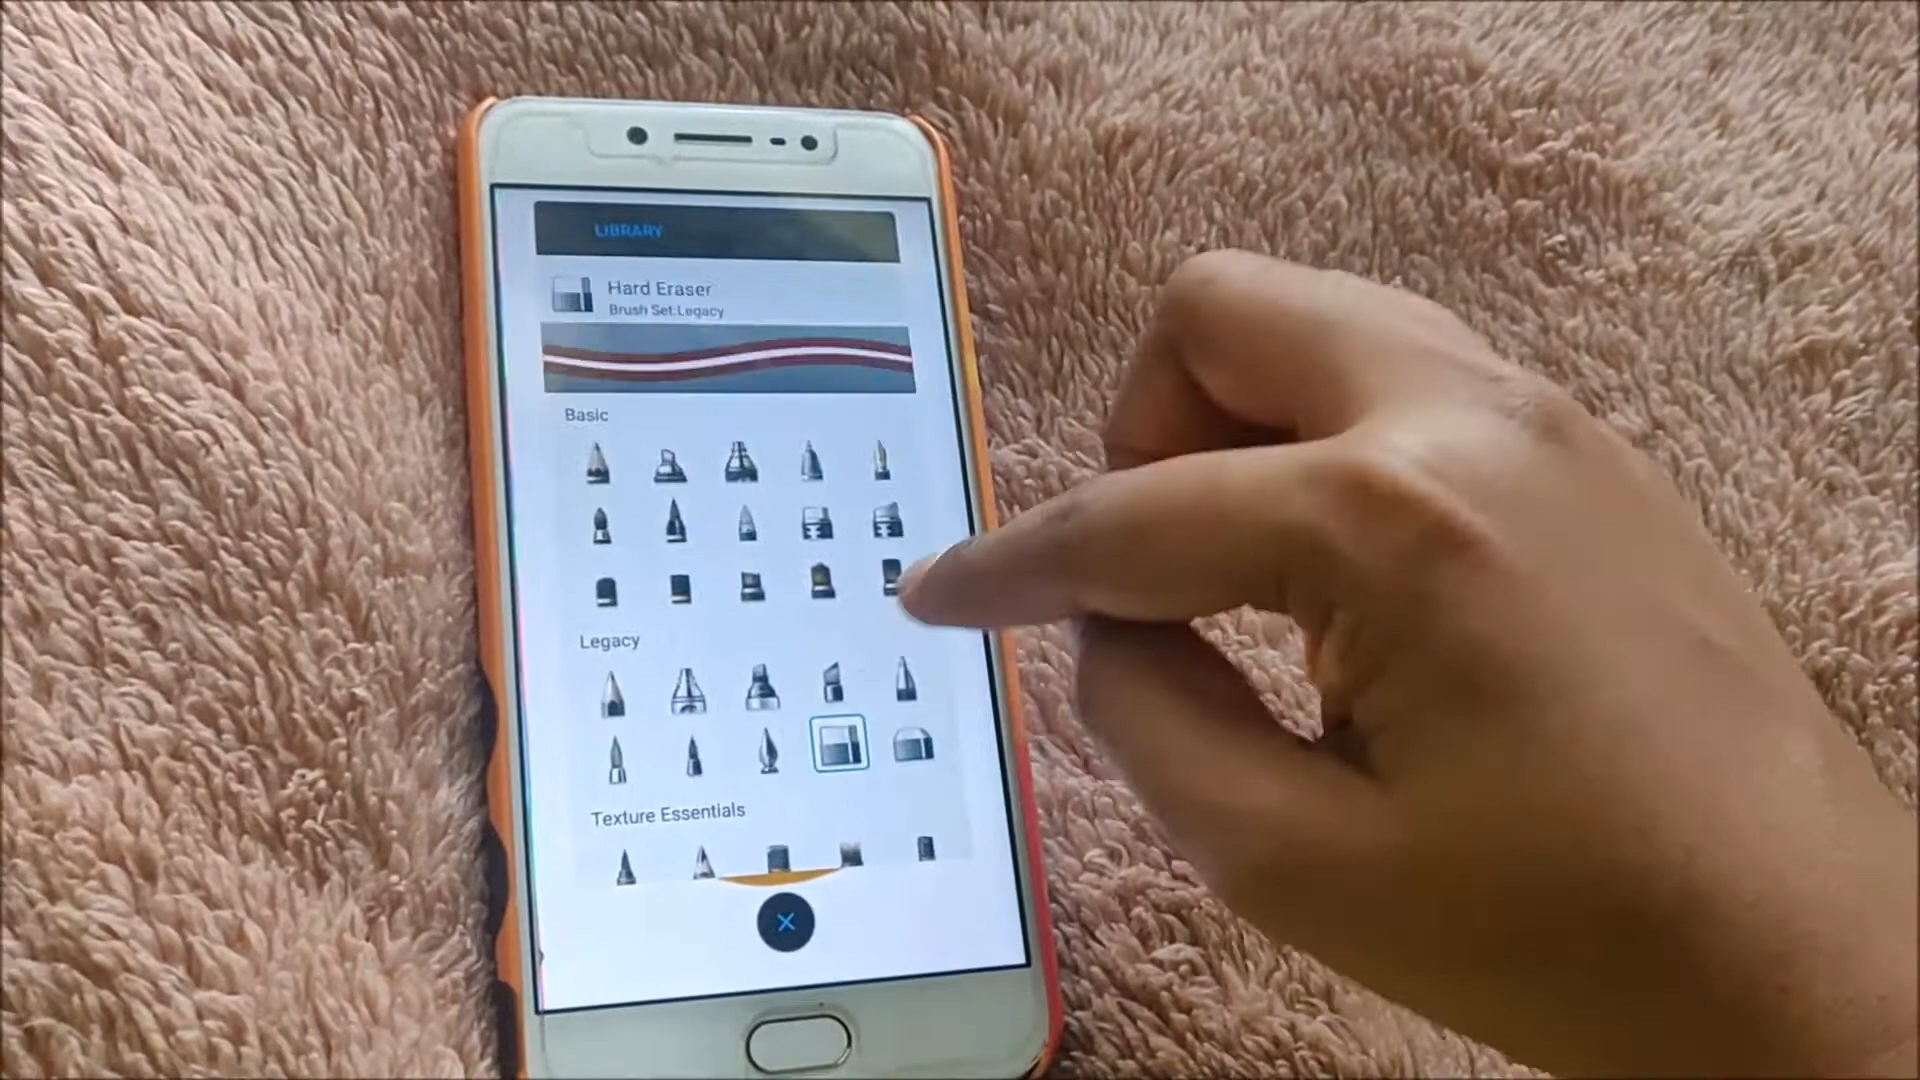 LIBRARY
Hard Eraser
Brush Set:Legacy
Basic
Legacy
Texture Essentials